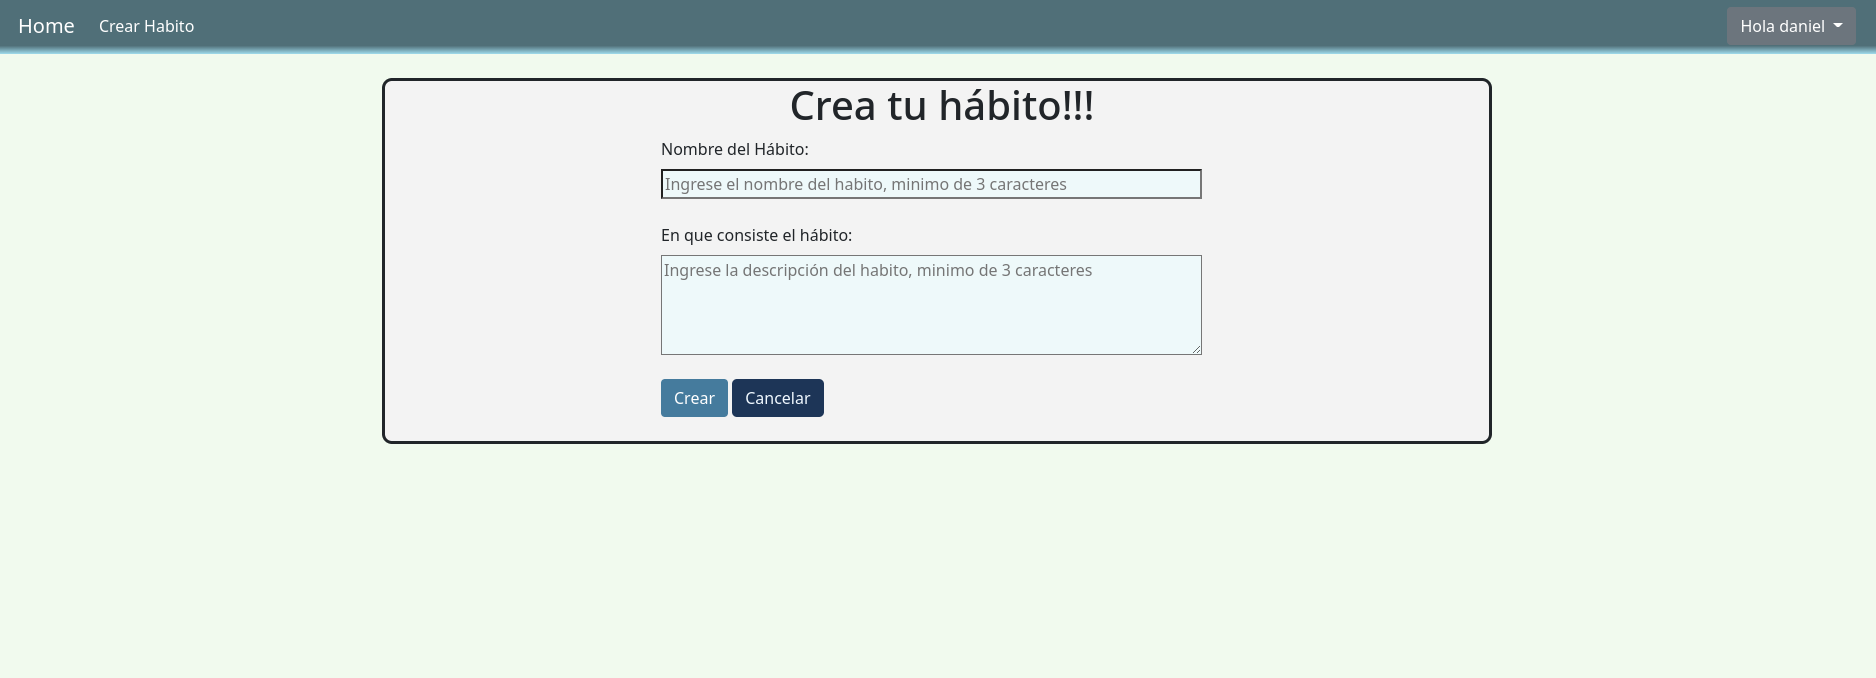 Home Crear Habito Hola daniel
Crea tu hábito!!!
Nombre del Hábito:
Ingrese el nombre del habito, minimo de 3 caracteres
En que consiste el hábito:
Ingrese la descripción del habito, minimo de 3 caracteres
Crear Cancelar